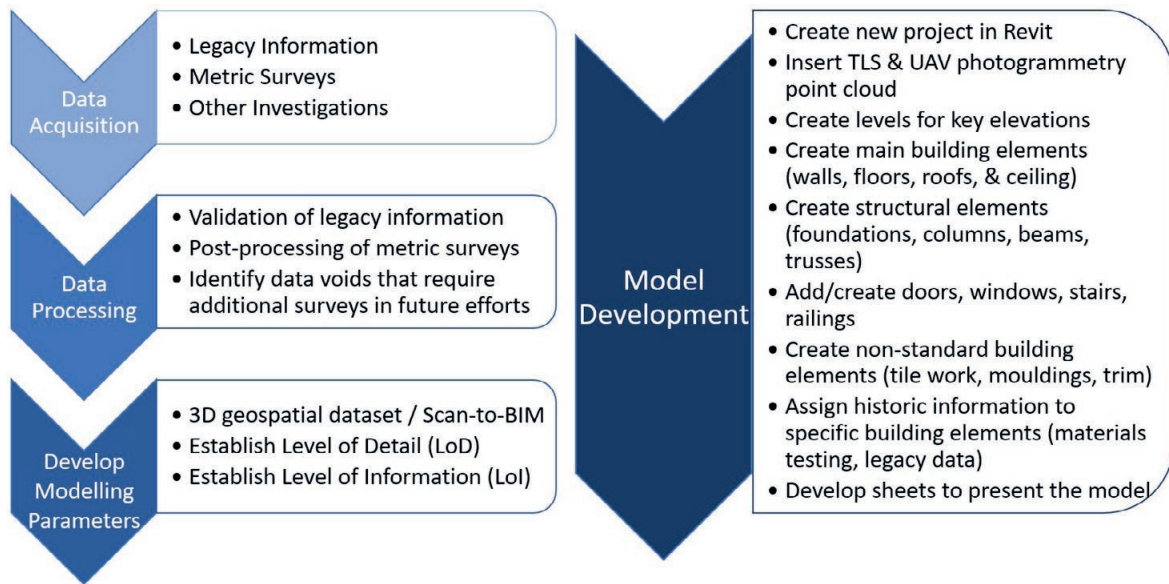 Data
Acquisition
• Legacy Information
• Metric Surveys
• Other Investigations
Data
Processing
• Validation of legacy information
• Post-processing of metric surveys
• Identify data voids that require
additional surveys in future efforts
Develop
Modelling
Parameters
• 3D geospatial dataset / Scan-to-BIM
• Establish Level of Detail (LoD)
• Establish Level of Information (LoI)
Model
Development
• Create new project in Revit
• Insert TLS & UAV photogrammetry
point cloud
• Create levels for key elevations
• Create main building elements
(walls, floors, roofs, & ceiling)
• Create structural elements
(foundations, columns, beams,
trusses)
• Add/create doors, windows, stairs,
railings
• Create non-standard building
elements (tile work, mouldings, trim)
• Assign historic information to
specific building elements (materials
testing, legacy data)
• Develop sheets to present the model